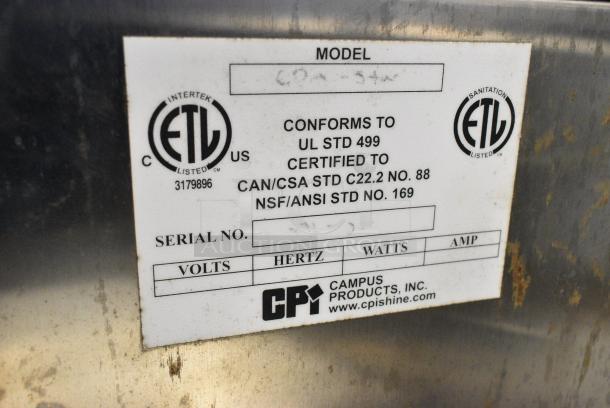 MODEL
INTERTEK
ETL
LISTED
C US
3179896
SANITATION
ETL
LISTED
CONFORMS TO
UL STD 499
CERTIFIED TO
CAN/CSA STD C22.2 NO. 88
NSF/ANSI STD NO. 169
SERIAL NO.
VOLTS HERTZ WATTS AMP
CPi CAMPUS
PRODUCTS, INC.
www.cpishine.com